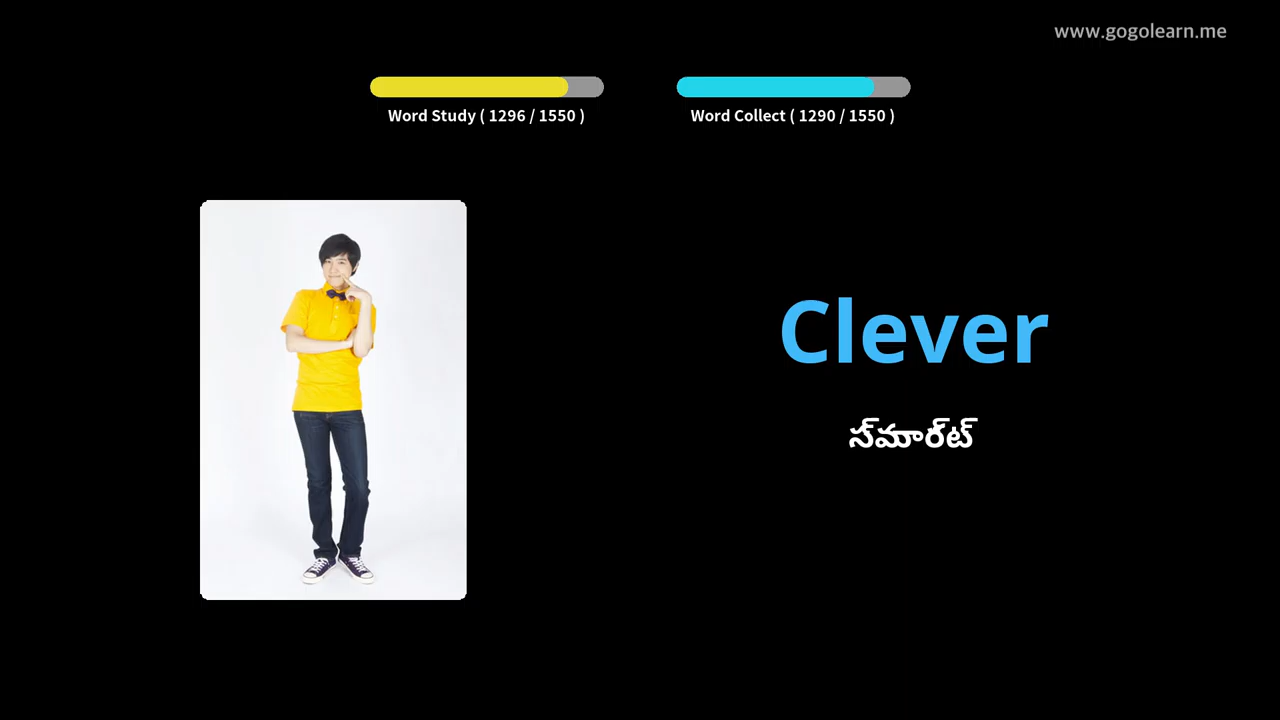 www.gogolearn.me
Word Study ( 1296 / 1550 )
Word Collect ( 1290 / 1550 )
Clever
స్‌మార్‌ట్